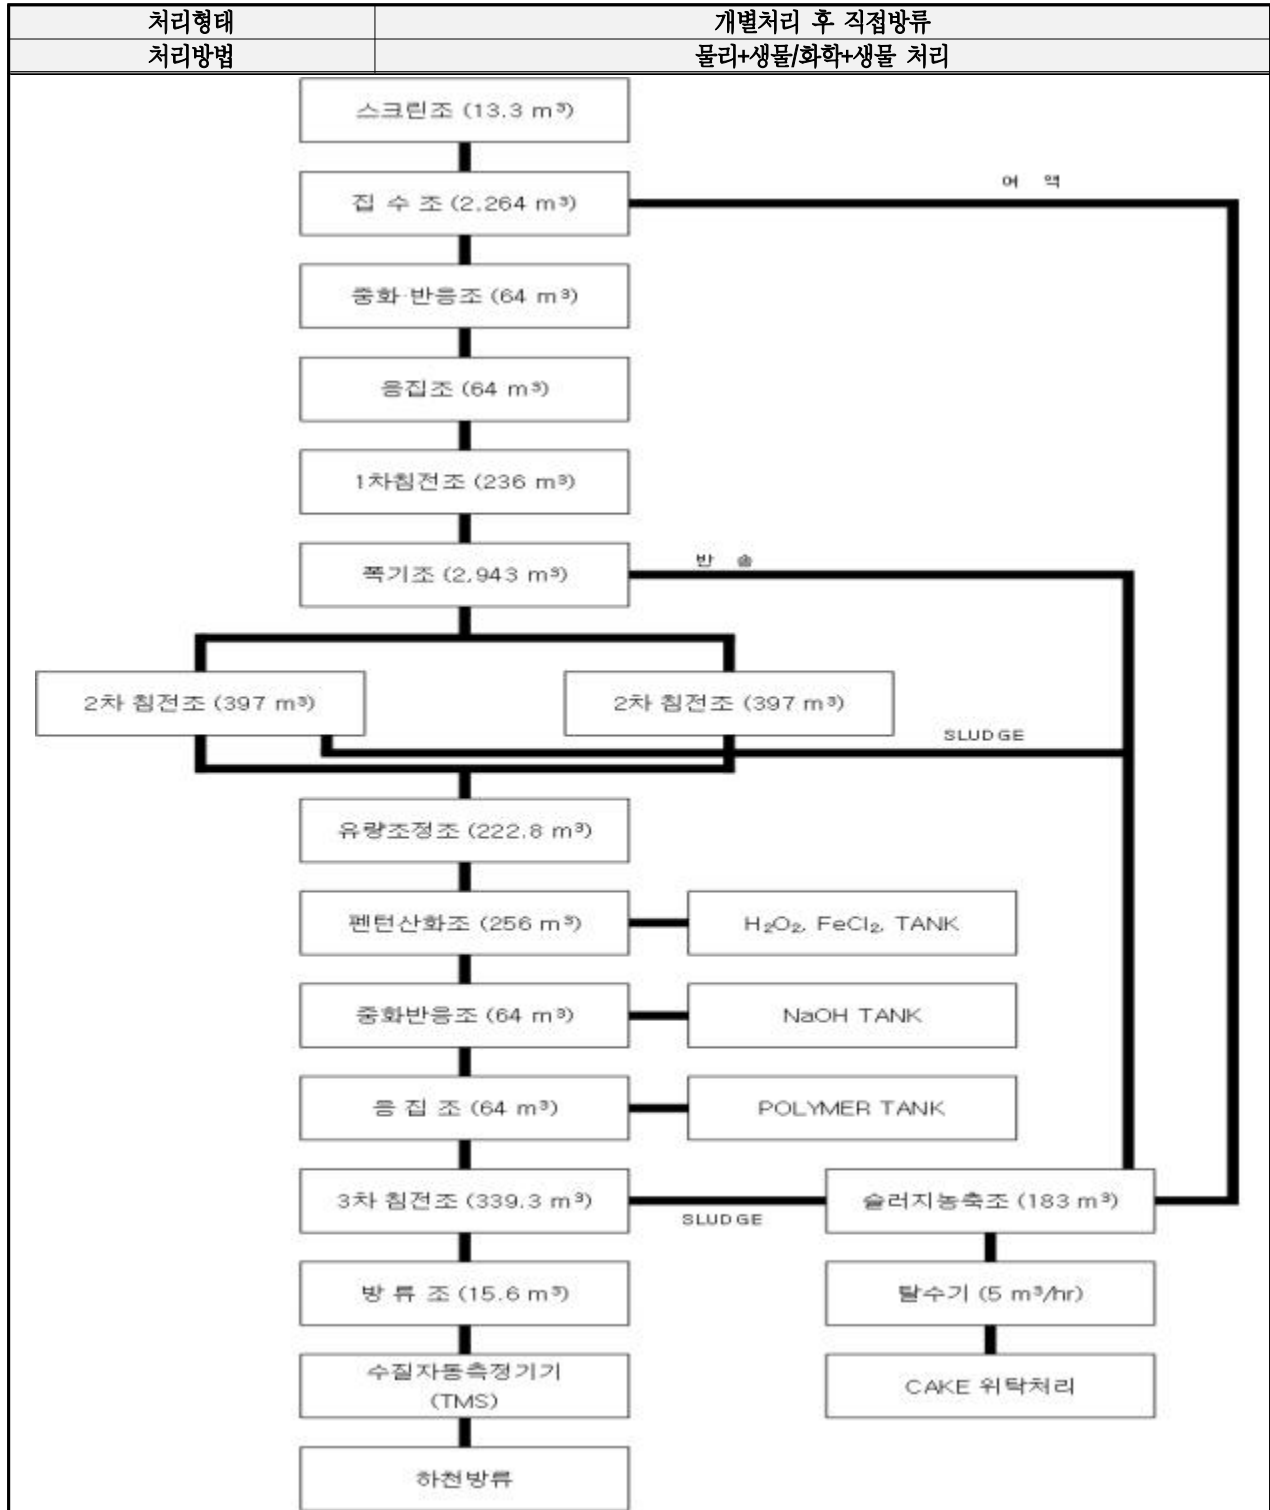 처리형태 개별처리 후 직접방류
처리방법 물리+생물/화학+생물 처리
스크린조 (13.3 m³)
여 액
집 수 조 (2,264 m³)
중화·반응조 (64 m³)
응집조 (64 m³)
1차침전조 (236 m³)
반 송
폭기조 (2,943 m³)
2차 침전조 (397 m³) 2차 침전조 (397 m³)
SLUDGE
유량조정조 (222.8 m³)
펜턴산화조 (256 m³) H₂O₂, FeCl₂, TANK
중화반응조 (64 m³) NaOH TANK
응 집 조 (64 m³) POLYMER TANK
3차 침전조 (339.3 m³) 슬러지농축조 (183 m³)
SLUDGE
방 류 조 (15.6 m³) 탈수기 (5 m³/hr)
수질자동측정기기
(TMS)
CAKE 위탁처리
하천방류